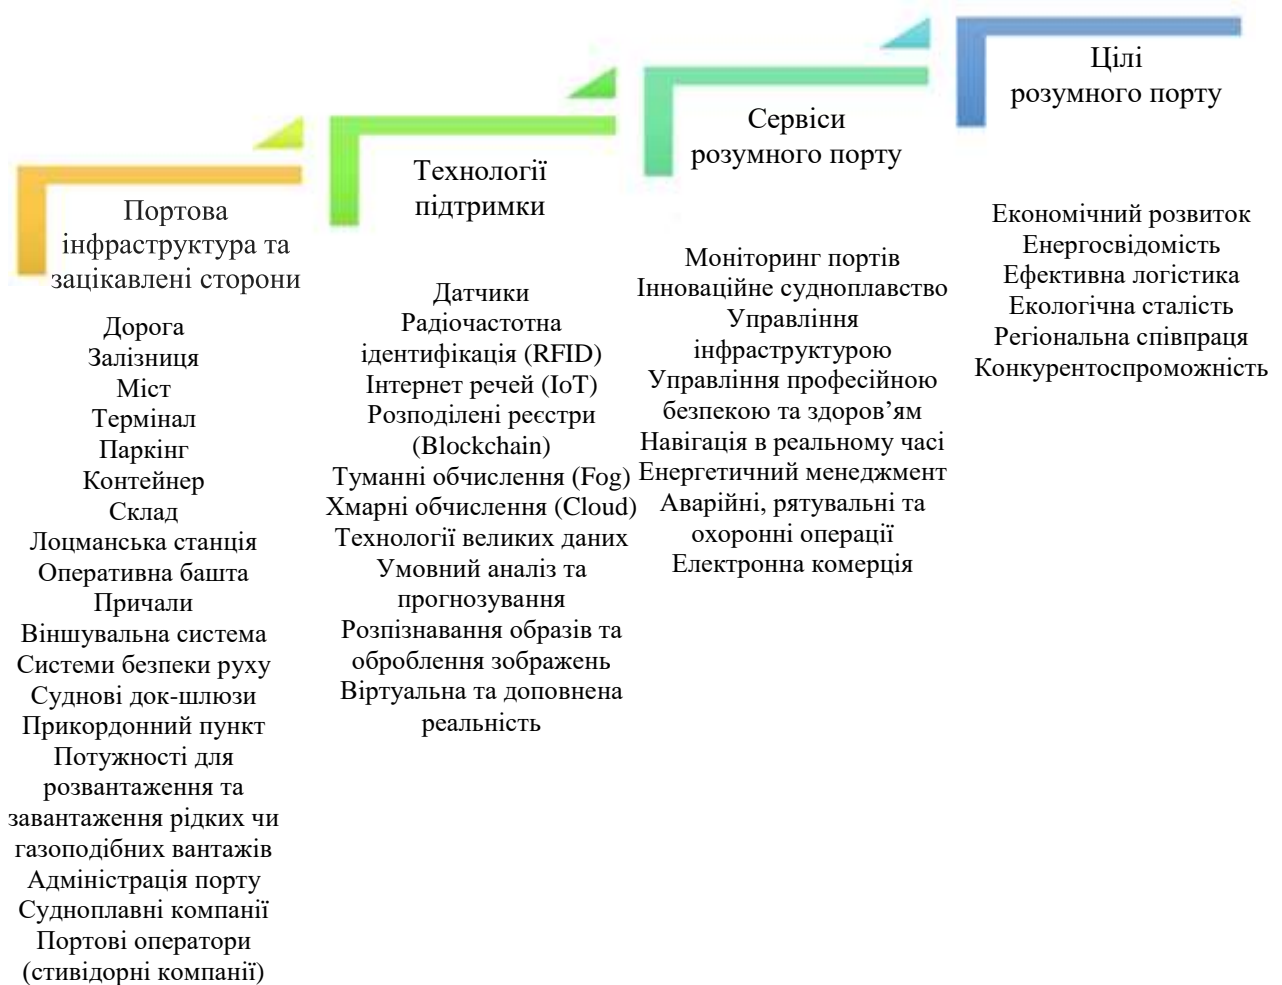 Портова
інфраструктура та
зацікавлені сторони
Дорога
Залізниця
Міст
Термінал
Паркінг
Контейнер
Склад
Лоцманська станція
Оперативна башта
Причали
Віншувальна система
Системи безпеки руху
Суднові док-шлюзи
Прикордонний пункт
Потужності для
розвантаження та
завантаження рідких чи
газоподібних вантажів
Адміністрація порту
Судноплавні компанії
Портові оператори
(стивідорні компанії)
Технології
підтримки
Датчики
Радіочастотна
ідентифікація (RFID)
Інтернет речей (IoT)
Розподілені реєстри
(Blockchain)
Туманні обчислення (Fog)
Хмарні обчислення (Cloud)
Технології великих даних
Умовний аналіз та
прогнозування
Розпізнавання образів та
оброблення зображень
Віртуальна та доповнена
реальність
Сервіси
розумного порту
Моніторинг портів
Інноваційне судноплавство
Управління
інфраструктурою
Управління професійною
безпекою та здоров’ям
Навігація в реальному часі
Енергетичний менеджмент
Аварійні, рятувальні та
охоронні операції
Електронна комерція
Цілі
розумного порту
Економічний розвиток
Енергосвідомість
Ефективна логістика
Екологічна сталість
Регіональна співпраця
Конкурентоспроможність